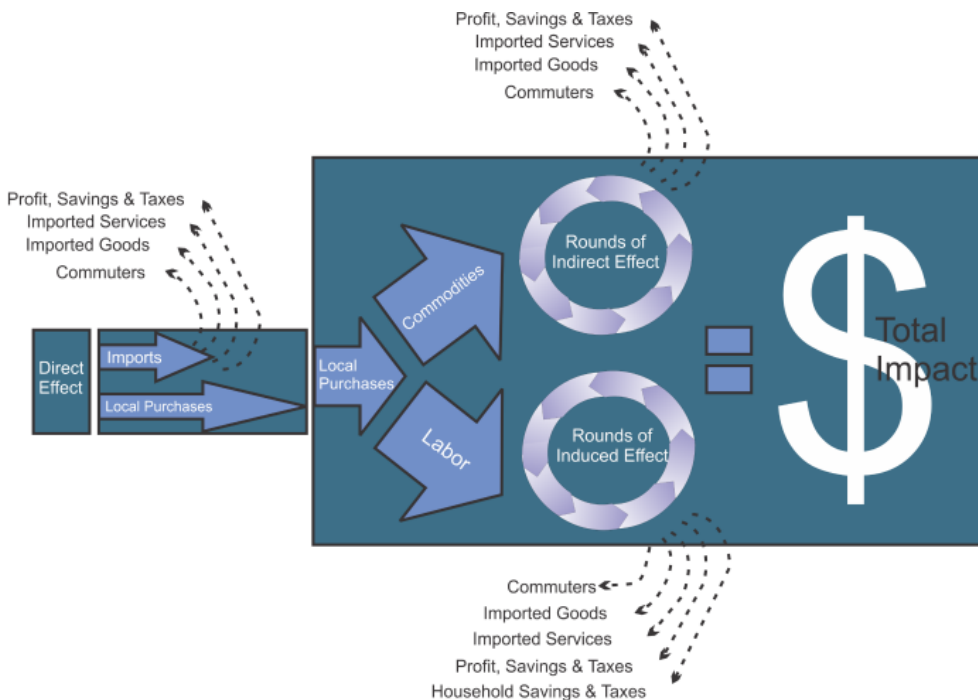 Profit, Savings & Taxes
Imported Services
Imported Goods
Commuters
Profit, Savings & Taxes
Imported Services
Imported Goods
Commuters
Direct
Effect
Imports
Local Purchases
Local
Purchases
Commodities
Labor
Rounds of
Indirect Effect
Rounds of
Induced Effect
$
Total
Impact
Commuters
Imported Goods
Imported Services
Profit, Savings & Taxes
Household Savings & Taxes